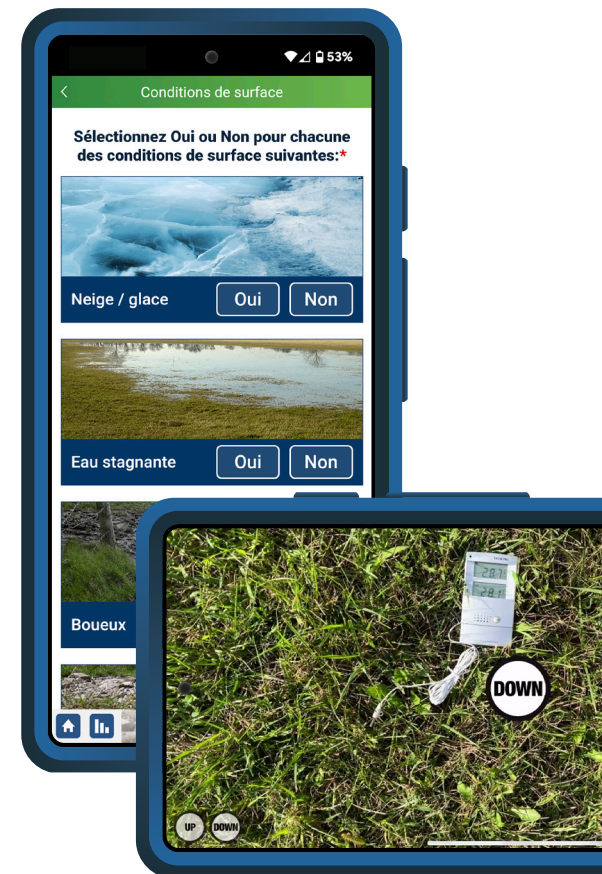 53%
Conditions de surface
Sélectionnez Oui ou Non pour chacune
des conditions de surface suivantes:*
Neige / glace Oui Non
Eau stagnante Oui Non
Boueux
28.7
28.1
DOWN
UP DOWN